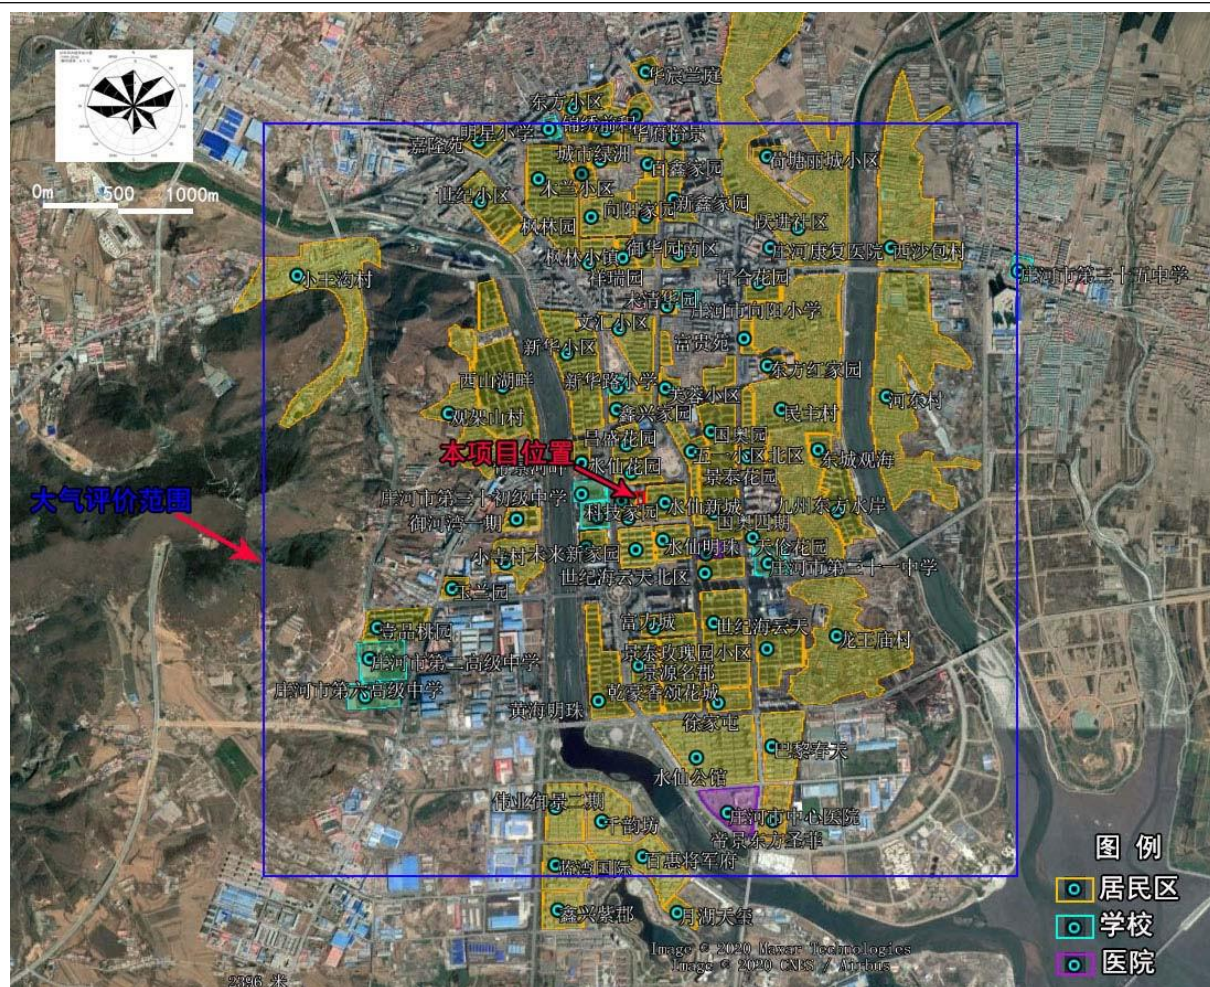 华宸兰庭
东方小区
锦绣前程
明星小学
华府怡景
嘉隆苑
城市绿洲
百鑫家园
荷塘丽城小区
0m 500 1000m
世纪小区
木兰小区
新鑫家园
向阳家园
枫林园
跃进社区
枫林小镇
御华园南区
庄河康复医院
西沙包村
小王沟村
祥瑞园
百合花园
庄河市第三十五中学
大清华园
庄河市向阳小学
文汇小区
新华小区
富贵苑
西山湖畔
新华路小学
东方红家园
芙蓉小区
观架山村
鑫兴家园
民主村
河东村
昌盛花园
国奥园
本项目位置
五一小区北区
东城观海
水仙花园
景泰花园
大气评价范围
庄河市第三十初级中学
科技家园
水仙新城
九州东方水岸
御河湾一期
国奥四期
小寺村
未来新家园
水仙明珠
天伦花园
庄河市第三十一中学
世纪海云天北区
玉兰园
壹品桃园
富力城
世纪海云天
龙王庙村
庄河市第二高级中学
景泰玫瑰园小区
景源名郡
庄河市第六高级中学
乾豪香颂花城
黄海明珠
徐家屯
巴黎春天
水仙公馆
伟业御景二期
千韵坊
庄河市中心医院
帝景东方圣菲
蓝湾国际
百惠将军府
鑫兴紫郡
月湖天玺
图 例
居民区
学校
医院
Image © 2020 Maxar Technologies
Image © 2020 CNES / Airbus
2396 米